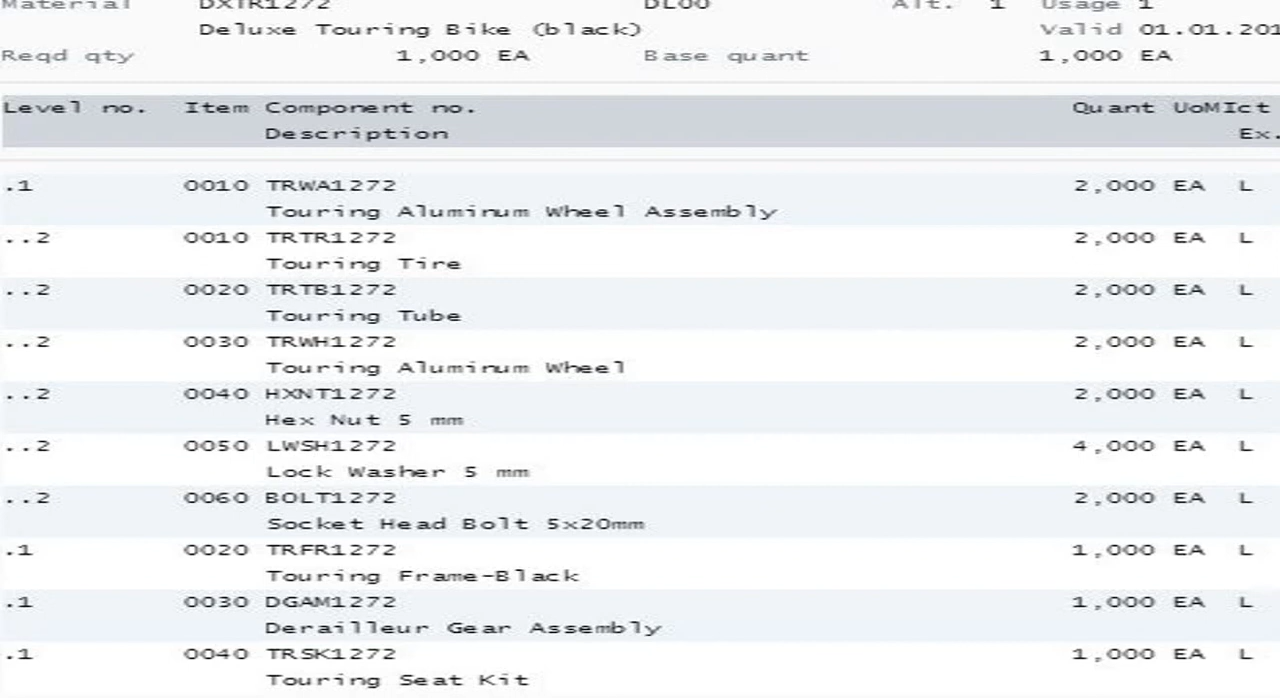 Material DXTR1272 DL00 Alt. 1 Usage 1
Deluxe Touring Bike (black) Valid 01.01.201
Reqd qty 1,000 EA Base quant 1,000 EA
Level no. Item Component no. Quant UoMIct
Description Ex.
.1 0010 TRWA1272 2,000 EA L
Touring Aluminum Wheel Assembly
..2 0010 TRTR1272 2,000 EA L
Touring Tire
..2 0020 TRTB1272 2,000 EA L
Touring Tube
..2 0030 TRWH1272 2,000 EA L
Touring Aluminum Wheel
..2 0040 HXNT1272 2,000 EA L
Hex Nut 5 mm
..2 0050 LWSH1272 4,000 EA L
Lock Washer 5 mm
..2 0060 BOLT1272 2,000 EA L
Socket Head Bolt 5x20mm
.1 0020 TRFR1272 1,000 EA L
Touring Frame-Black
.1 0030 DGAM1272 1,000 EA L
Derailleur Gear Assembly
.1 0040 TRSK1272 1,000 EA L
Touring Seat Kit